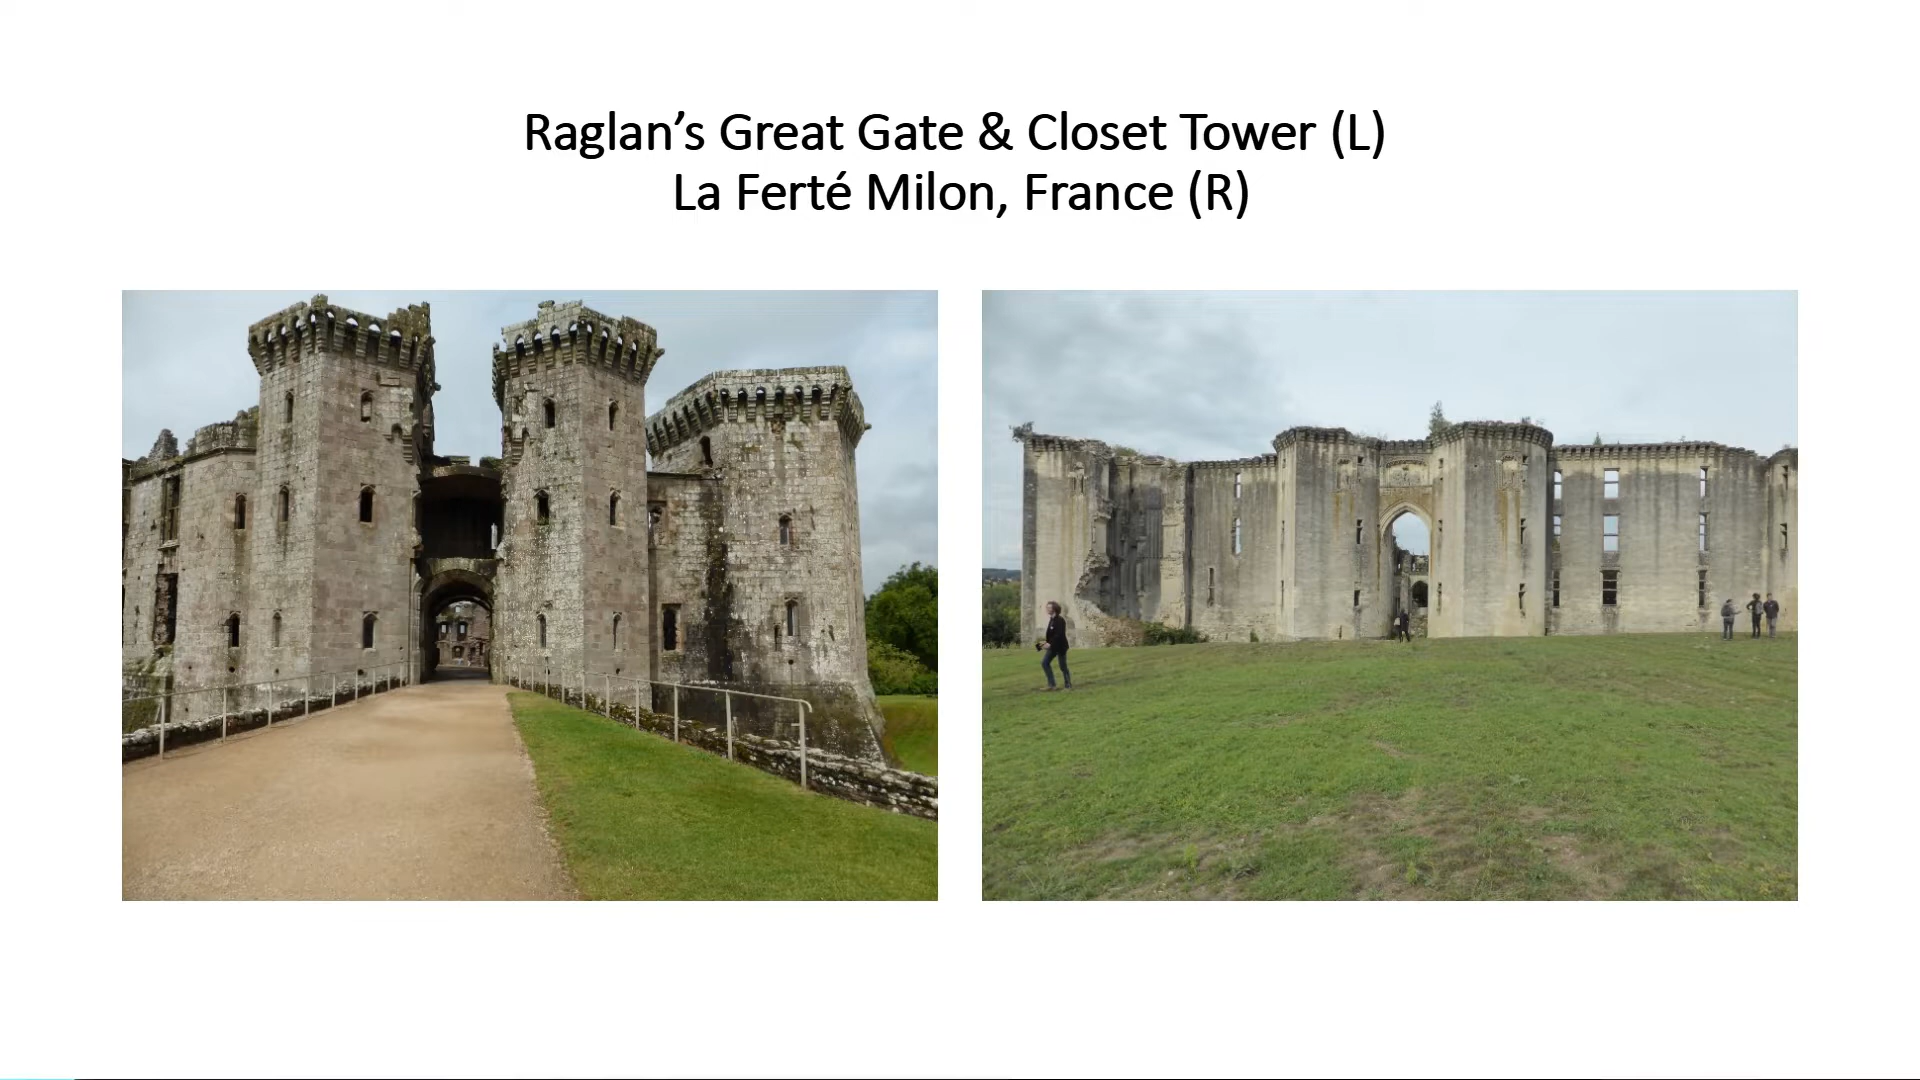 Raglan’s Great Gate & Closet Tower (L)
La Ferté Milon, France (R)